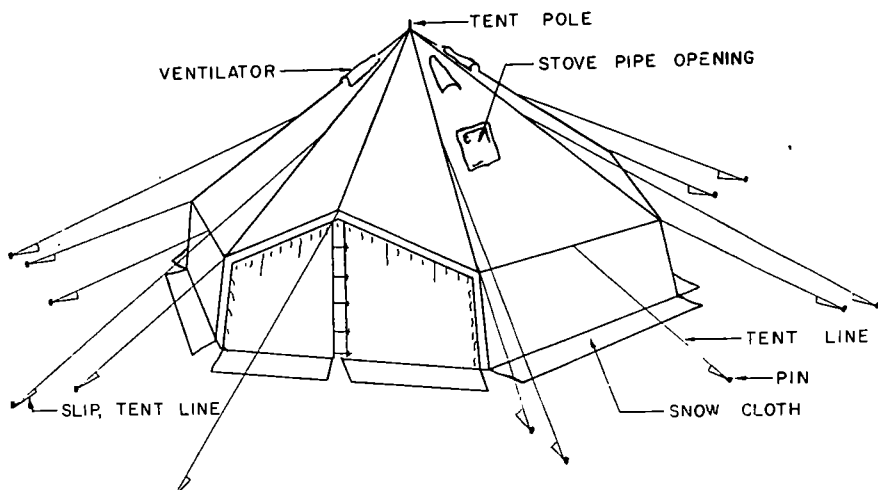 TENT POLE
VENTILATOR
STOVE PIPE OPENING
TENT LINE
PIN
SLIP, TENT LINE
SNOW CLOTH